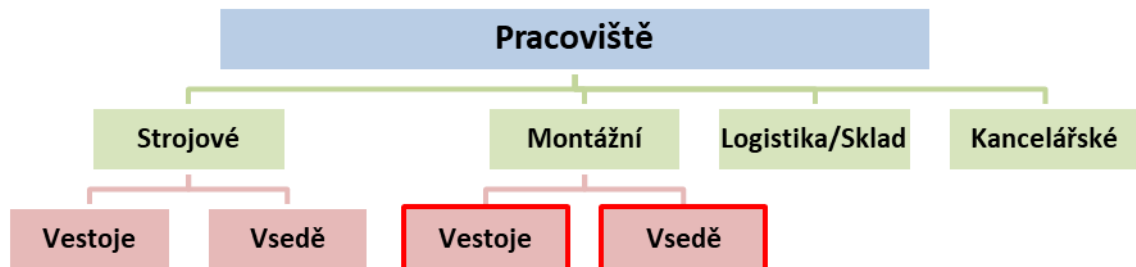 Pracoviště
Strojové
Montážní
Logistika/Sklad
Kancelářské
Vestoje
Vsedě
Vestoje
Vsedě